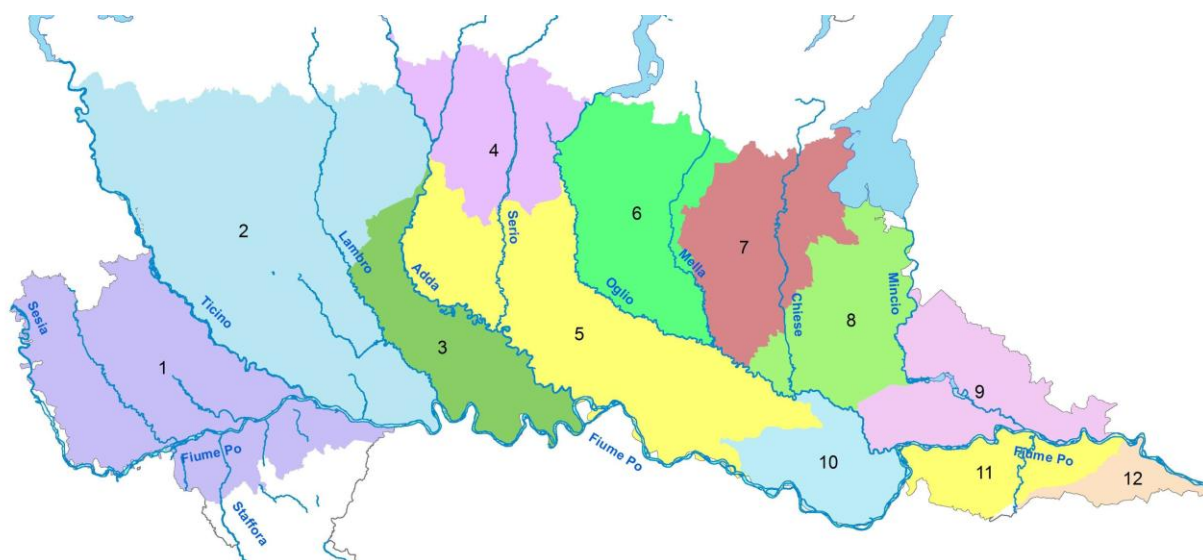 4
2
Serio
6
Lambro
7
Mella
Adda
Sesia
Ticino
Oglio
Mincio
Chiese
8
5
3
1
9
Fiume Po
Fiume Po
10
11
Fiume Po
12
Staffora